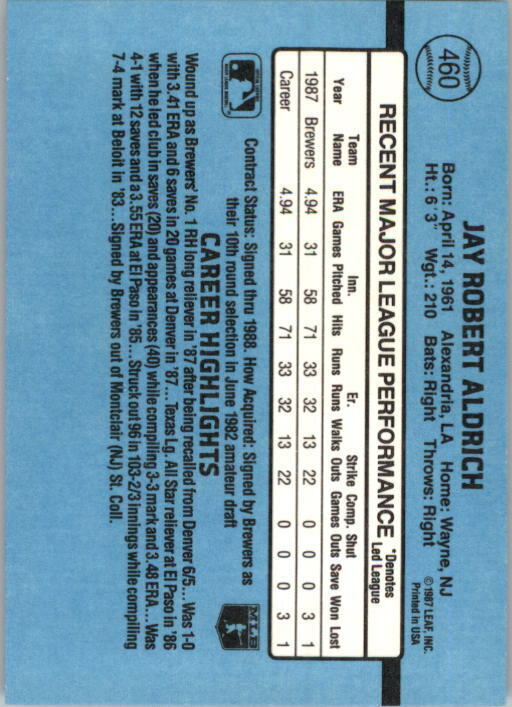 460
JAY ROBERT ALDRICH
Born: April 14, 1961 Alexandria, LA Home: Wayne, NJ
Ht.: 6'3" Wgt.: 210 Bats: Right Throws: Right
©1987 LEAF, INC.
Printed in USA
RECENT MAJOR LEAGUE PERFORMANCE
*Denotes
Led League
Team Inn. Er. Strike Comp. Shut
Year Name ERA Games Pitched Hits Runs Runs Walks Outs Games Outs Save Won Lost
1987 Brewers 4.94 31 58 71 33 32 13 22 0 0 0 3 1
Career 4.94 31 58 71 33 32 13 22 0 0 0 3 1
Contract Status: Signed thru 1988. How Acquired: Signed by Brewers as
their 10th round selection in June 1982 amateur draft
MLB
CAREER HIGHLIGHTS
Wound up as Brewers' No. 1 RH long reliever in '87 after being recalled from Denver 6/5... Was 1-0
with 3.41 ERA and 6 saves in 20 games at Denver in '87... Texas Lg. All Star reliever at El Paso in '86
when he led club in saves (20) and appearances (40) while compiling 3-3 mark and 3.48 ERA... Was
4-1 with 12 saves and a 3.55 ERA at El Paso in '85... Struck out 96 in 103-2/3 innings while compiling
7-4 mark at Beloit in '83... Signed by Brewers out of Montclair (NJ) St. Coll.